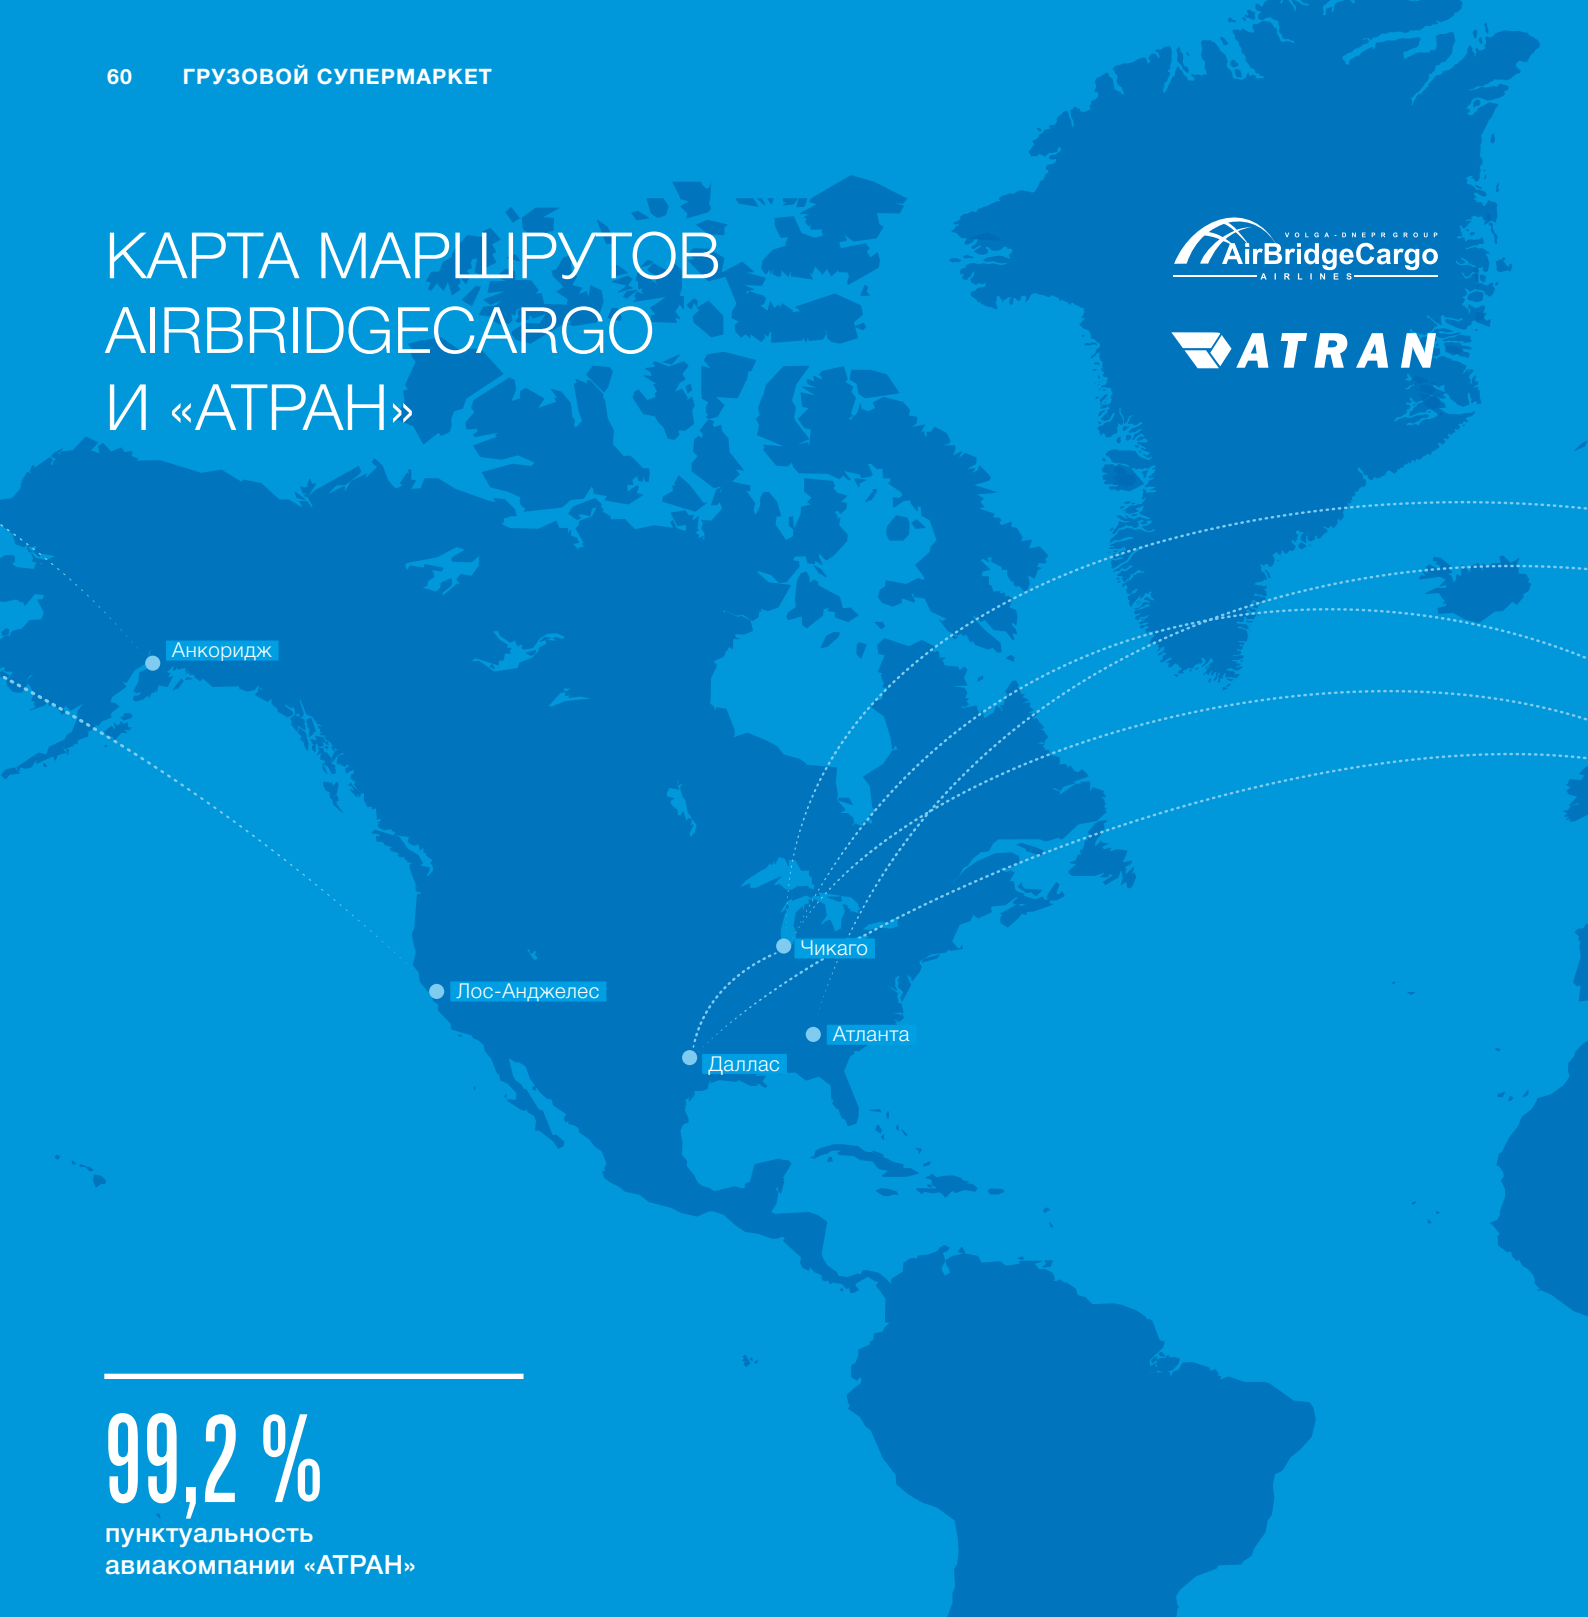 60 ГРУЗОВОЙ СУПЕРМАРКЕТ
КАРТА МАРШРУТОВ
AIRBRIDGECARGO
И «АТРАН»
VOLGA-DNEPR GROUP
AirBridgeCargo
AIRLINES
ATRAN
Анкоридж
Чикаго
Лос-Анджелес
Атланта
Даллас
99,2 %
пунктуальность
авиакомпании «АТРАН»